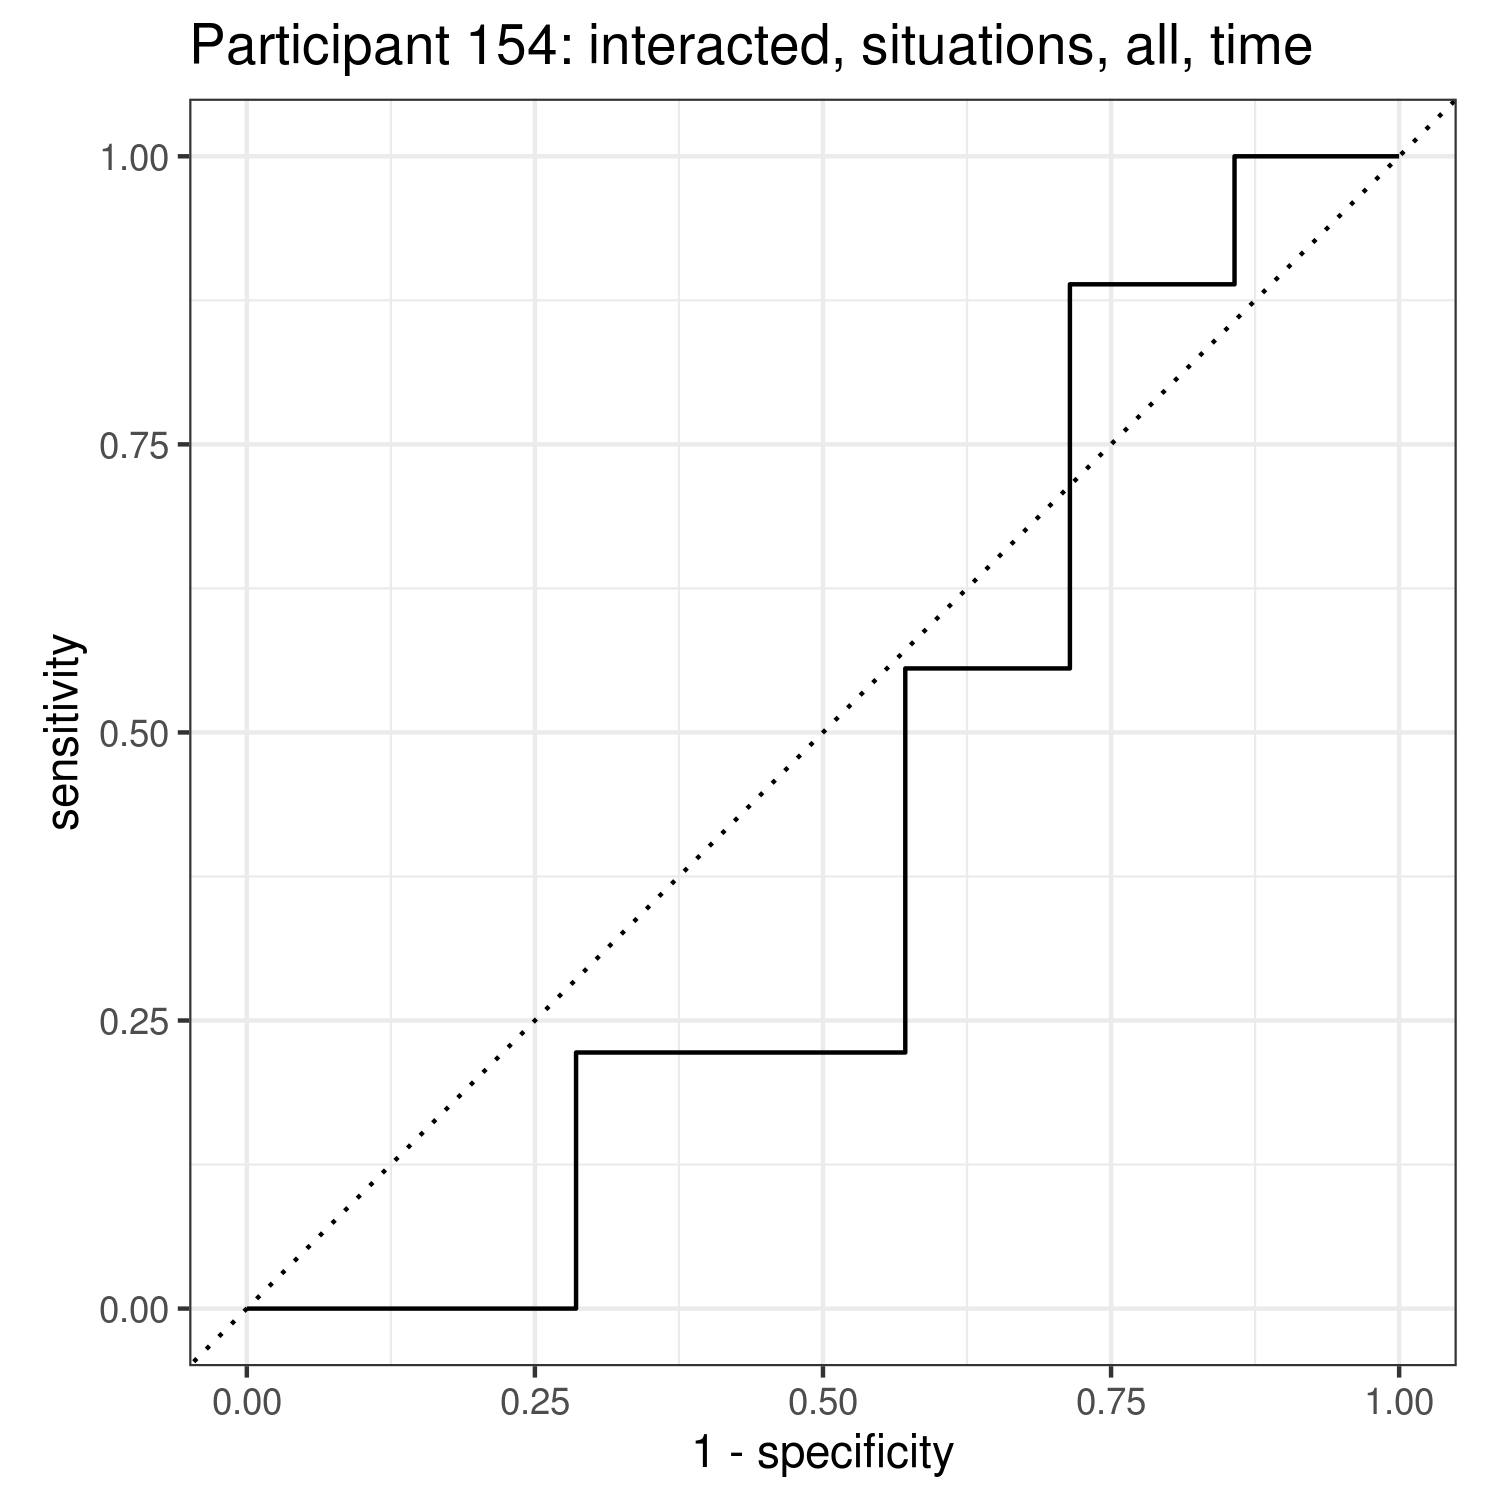 Participant 154: interacted, situations, all, time
1.00
0.75
0.50
0.25
0.00
sensitivity
0.00 0.25 0.50 0.75 1.00
1 - specificity